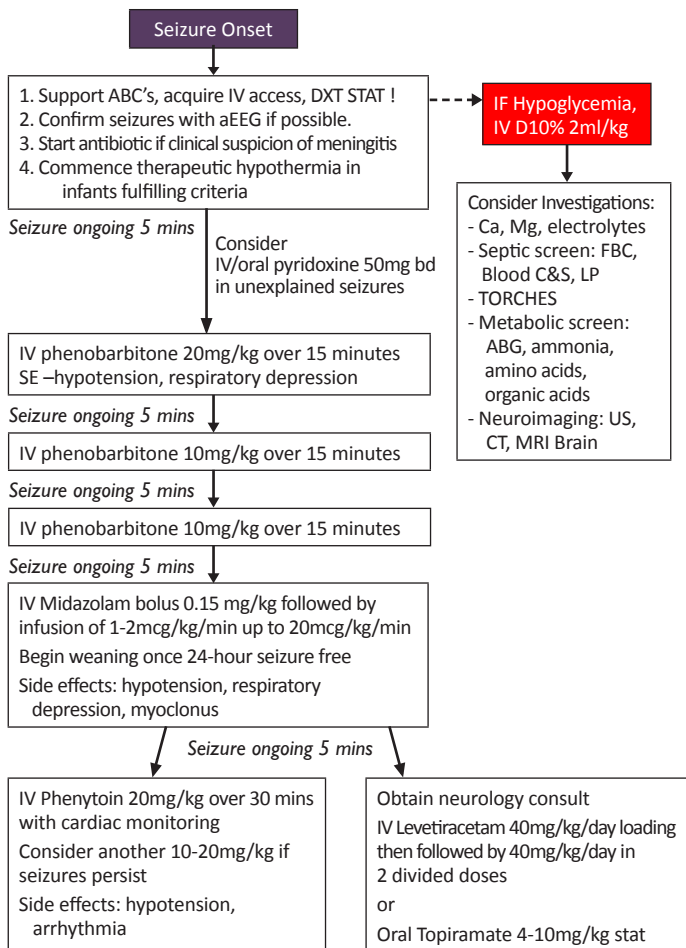 Seizure Onset
1. Support ABC's, acquire IV access, DXT STAT !
2. Confirm seizures with aEEG if possible.
3. Start antibiotic if clinical suspicion of meningitis
4. Commence therapeutic hypothermia in
infants fulfilling criteria
IF Hypoglycemia,
IV D10% 2ml/kg
Consider Investigations:
- Ca, Mg, electrolytes
- Septic screen: FBC,
Blood C&S, LP
- TORCHES
- Metabolic screen:
ABG, ammonia,
amino acids,
organic acids
- Neuroimaging: US,
CT, MRI Brain
Seizure ongoing 5 mins
Consider
IV/oral pyridoxine 50mg bd
in unexplained seizures
IV phenobarbitone 20mg/kg over 15 minutes
SE –hypotension, respiratory depression
Seizure ongoing 5 mins
IV phenobarbitone 10mg/kg over 15 minutes
Seizure ongoing 5 mins
IV phenobarbitone 10mg/kg over 15 minutes
Seizure ongoing 5 mins
IV Midazolam bolus 0.15 mg/kg followed by
infusion of 1-2mcg/kg/min up to 20mcg/kg/min
Begin weaning once 24-hour seizure free
Side effects: hypotension, respiratory
depression, myoclonus
Seizure ongoing 5 mins
IV Phenytoin 20mg/kg over 30 mins
with cardiac monitoring
Consider another 10-20mg/kg if
seizures persist
Side effects: hypotension,
arrhythmia
Obtain neurology consult
IV Levetiracetam 40mg/kg/day loading
then followed by 40mg/kg/day in
2 divided doses
or
Oral Topiramate 4-10mg/kg stat